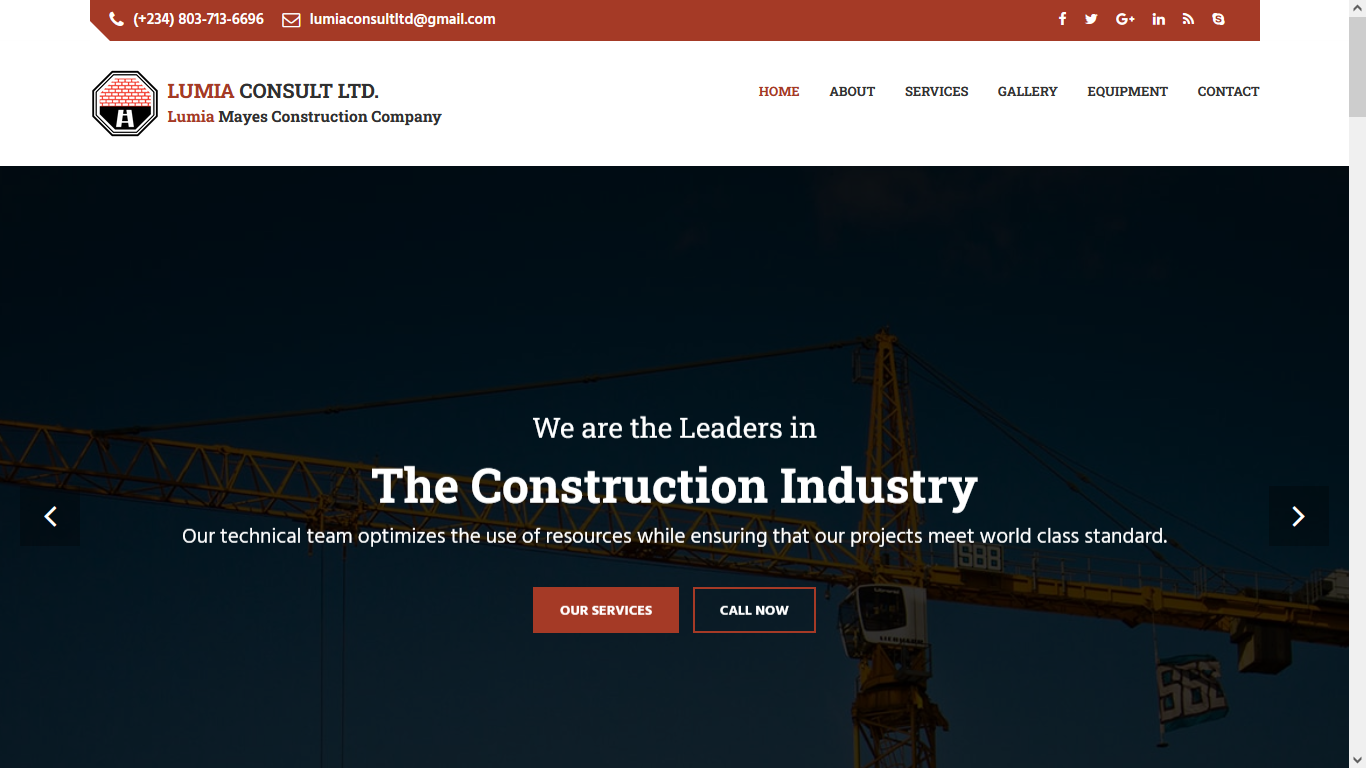 (+234) 803-713-6696 lumiaconsultltd@gmail.com
LUMIA CONSULT LTD.
Lumia Mayes Construction Company
HOME ABOUT SERVICES GALLERY EQUIPMENT CONTACT
We are the Leaders in
The Construction Industry
Our technical team optimizes the use of resources while ensuring that our projects meet world class standard.
OUR SERVICES CALL NOW
SBB
LIEBHERR